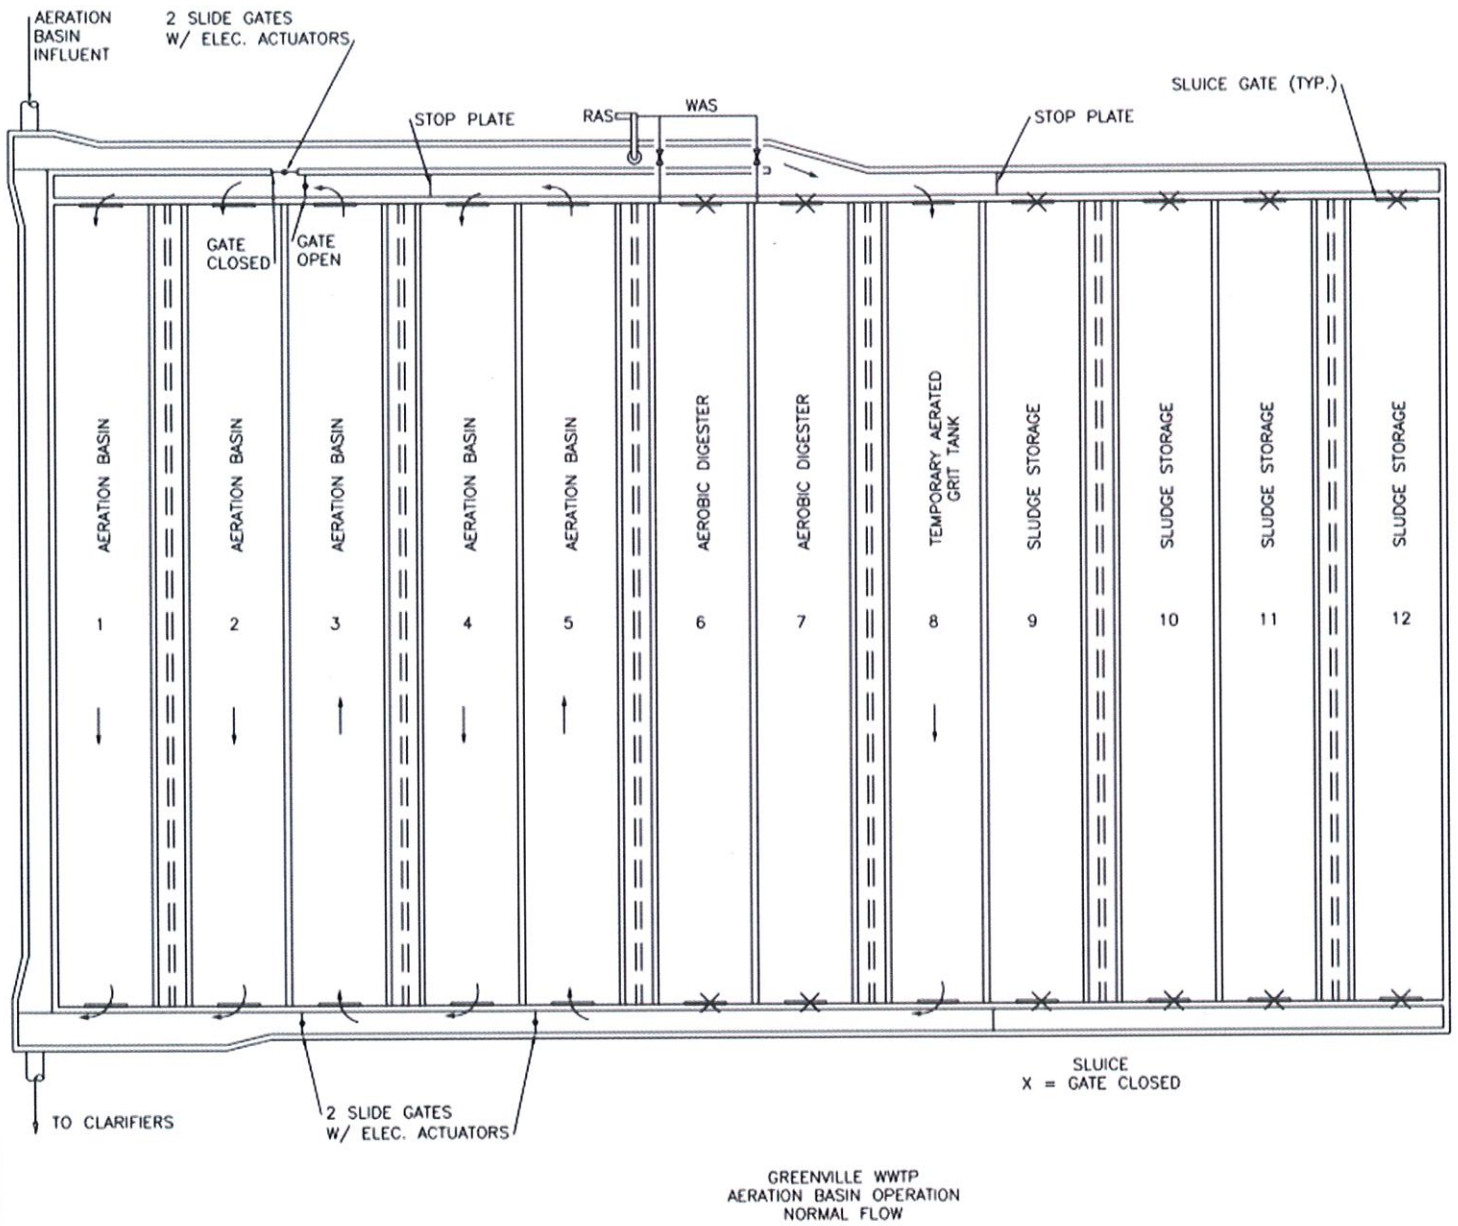 AERATION
BASIN
INFLUENT
2 SLIDE GATES
W/ ELEC. ACTUATORS
STOP PLATE
RAS
WAS
STOP PLATE
SLUICE GATE (TYP.)
GATE
CLOSED
GATE
OPEN
AERATION BASIN
AERATION BASIN
AERATION BASIN
AERATION BASIN
AERATION BASIN
AEROBIC DIGESTER
AEROBIC DIGESTER
TEMPORARY AERATED
GRIT TANK
SLUDGE STORAGE
SLUDGE STORAGE
SLUDGE STORAGE
SLUDGE STORAGE
1
2
3
4
5
6
7
8
9
10
11
12
SLUICE
X = GATE CLOSED
TO CLARIFIERS
2 SLIDE GATES
W/ ELEC. ACTUATORS
GREENVILLE WWTP
AERATION BASIN OPERATION
NORMAL FLOW